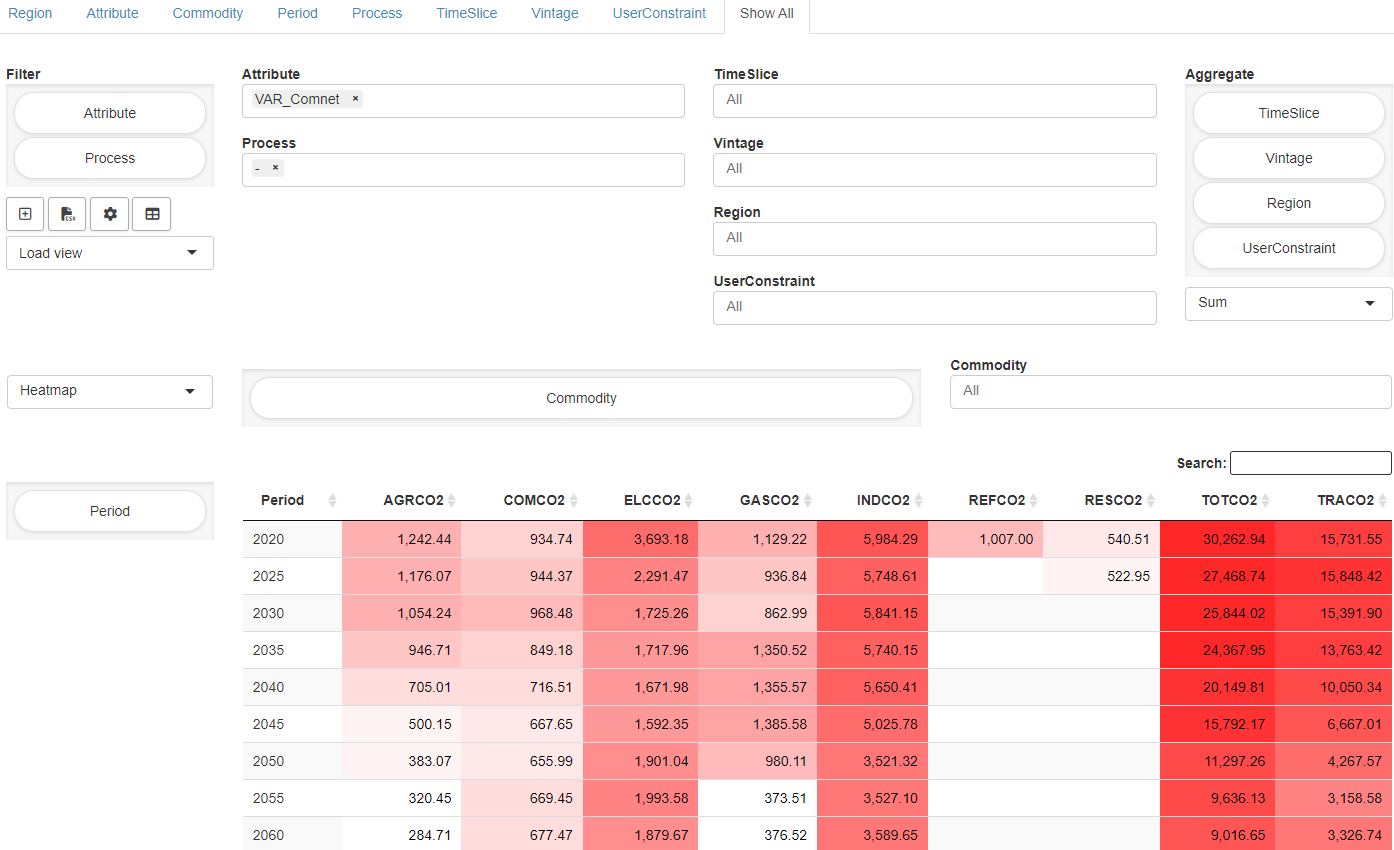 Region Attribute Commodity Period Process TimeSlice Vintage UserConstraint Show All
Filter Attribute TimeSlice Aggregate
Attribute VAR_Comnet × All TimeSlice
Process Vintage
Process - × All Vintage
Region
All Region
Load view UserConstraint UserConstraint
All Sum
Commodity
Heatmap Commodity All
Search:
Period Period AGRCO2 COMCO2 ELCCO2 GASCO2 INDCO2 REFCO2 RESCO2 TOTCO2 TRACO2
2020 1,242.44 934.74 3,693.18 1,129.22 5,984.29 1,007.00 540.51 30,262.94 15,731.55
2025 1,176.07 944.37 2,291.47 936.84 5,748.61 522.95 27,468.74 15,848.42
2030 1,054.24 968.48 1,725.26 862.99 5,841.15 25,844.02 15,391.90
2035 946.71 849.18 1,717.96 1,350.52 5,740.15 24,367.95 13,763.42
2040 705.01 716.51 1,671.98 1,355.57 5,650.41 20,149.81 10,050.34
2045 500.15 667.65 1,592.35 1,385.58 5,025.78 15,792.17 6,667.01
2050 383.07 655.99 1,901.04 980.11 3,521.32 11,297.26 4,267.57
2055 320.45 669.45 1,993.58 373.51 3,527.10 9,636.13 3,158.58
2060 284.71 677.47 1,879.67 376.52 3,589.65 9,016.65 3,326.74